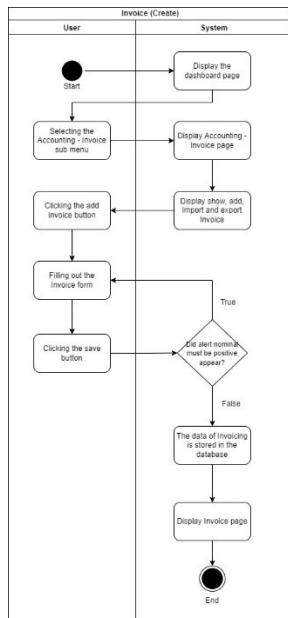 Invoice (Create)
User
System
Display the
dashboard page
Start
Selecting the
Accounting - Invoice
sub menu
Display Accounting -
Invoice page
Clicking the add
Invoice button
Display show, add,
import and export
Invoice
Filling out the
Invoice form
True
Clicking the save
button
Did alert nominal
must be positive
appear?
False
The data of Invoicing
is stored in the
database
Display Invoice page
End